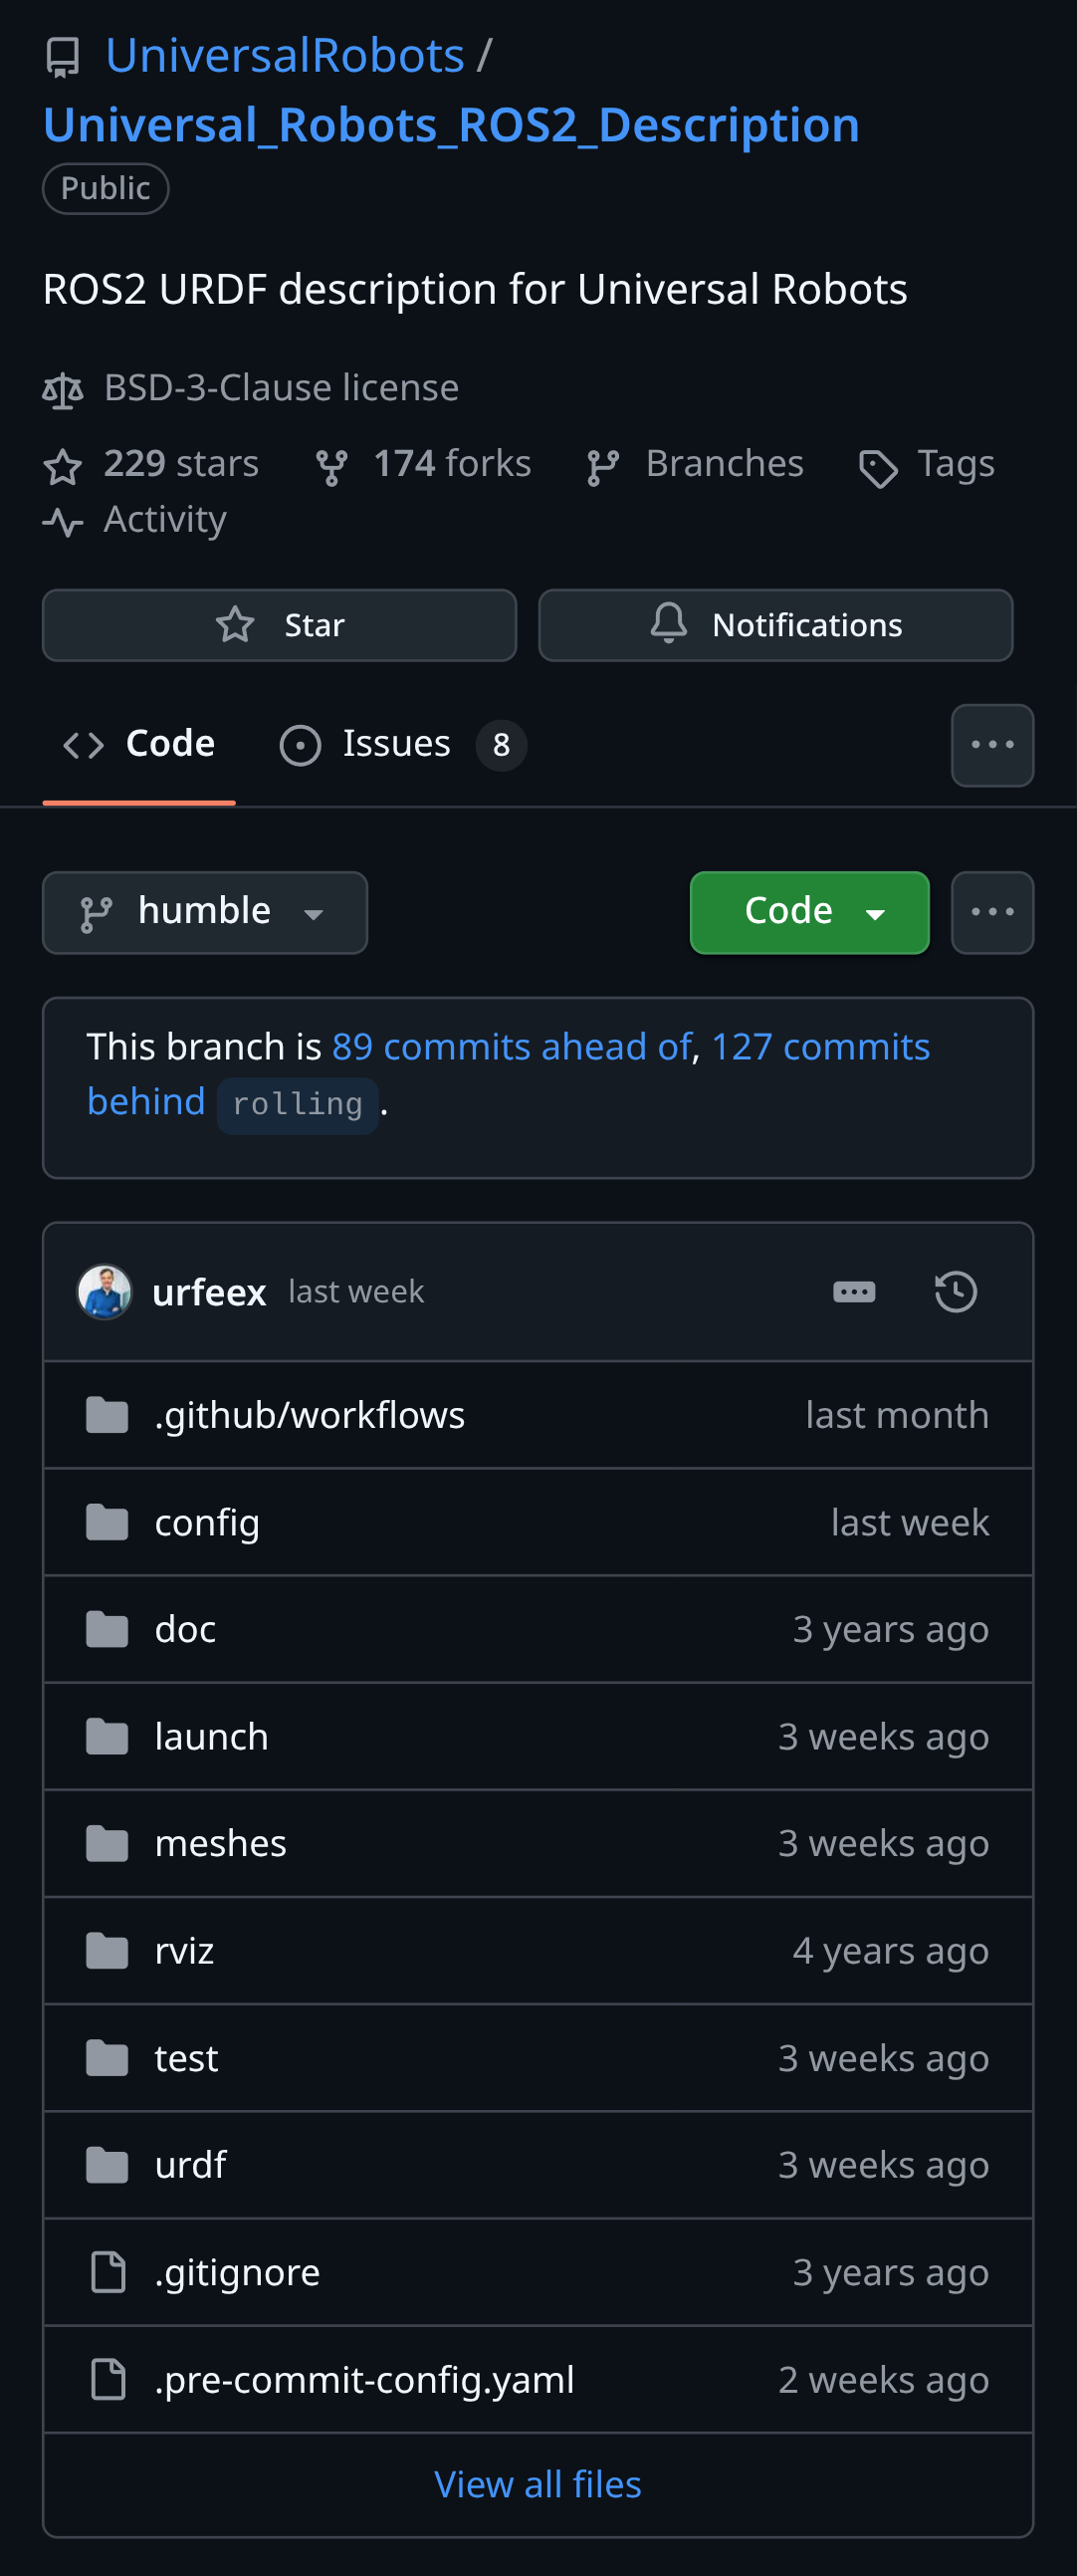 UniversalRobots /
Universal_Robots_ROS2_Description
Public
ROS2 URDF description for Universal Robots
BSD-3-Clause license
229 stars 174 forks Branches Tags
Activity
Star Notifications
Code Issues 8
humble Code
This branch is 89 commits ahead of, 127 commits
behind rolling.
urfeex last week
.github/workflows last month
config last week
doc 3 years ago
launch 3 weeks ago
meshes 3 weeks ago
rviz 4 years ago
test 3 weeks ago
urdf 3 weeks ago
.gitignore 3 years ago
.pre-commit-config.yaml 2 weeks ago
View all files